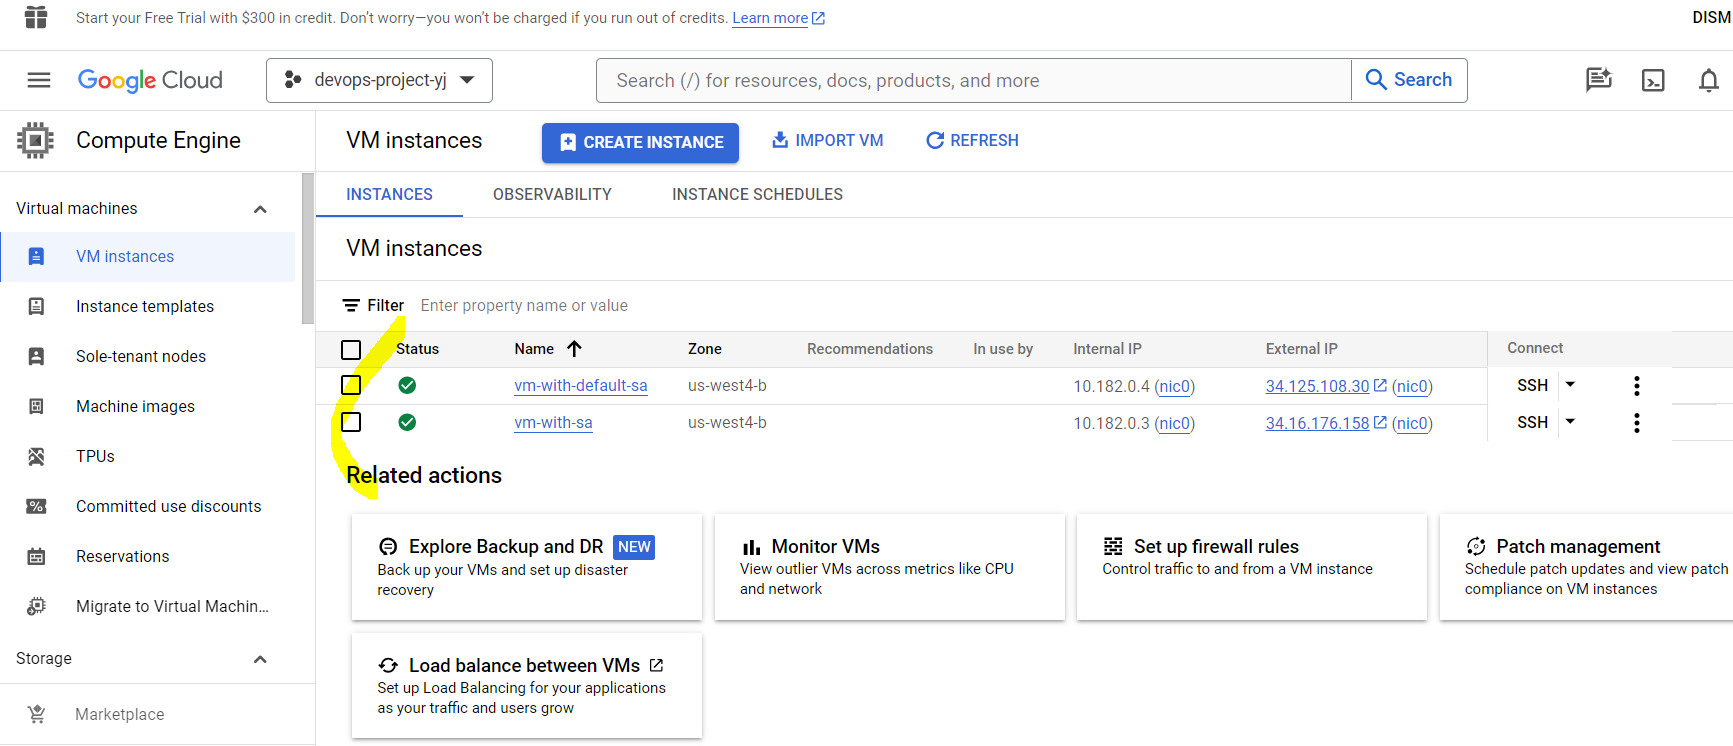 Start your Free Trial with $300 in credit. Don't worry—you won't be charged if you run out of credits. Learn more
DISM
Google Cloud
devops-project-yj
Search (/) for resources, docs, products, and more
Search
Compute Engine
VM instances
CREATE INSTANCE
IMPORT VM
REFRESH
Virtual machines
VM instances
Instance templates
Sole-tenant nodes
Machine images
TPUs
Committed use discounts
Reservations
Migrate to Virtual Machin...
Storage
Marketplace
INSTANCES OBSERVABILITY INSTANCE SCHEDULES
VM instances
Filter Enter property name or value
Status Name Zone Recommendations In use by Internal IP External IP Connect
vm-with-default-sa us-west4-b 10.182.0.4 (nic0) 34.125.108.30 (nic0) SSH
vm-with-sa us-west4-b 10.182.0.3 (nic0) 34.16.176.158 (nic0) SSH
Related actions
Explore Backup and DR NEW
Back up your VMs and set up disaster
recovery
Monitor VMs
View outlier VMs across metrics like CPU
and network
Set up firewall rules
Control traffic to and from a VM instance
Patch management
Schedule patch updates and view patch
compliance on VM instances
Load balance between VMs
Set up Load Balancing for your applications
as your traffic and users grow